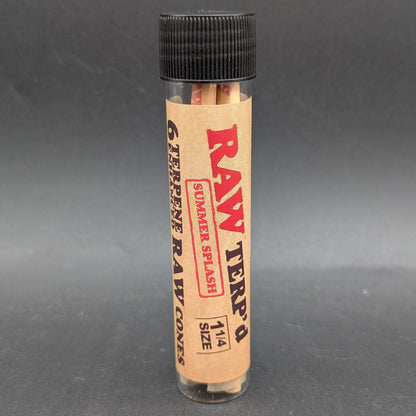 RAW TERP'd
SUMMER SPLASH
1 1/4
SIZE
6 TERPENE RAW CONES